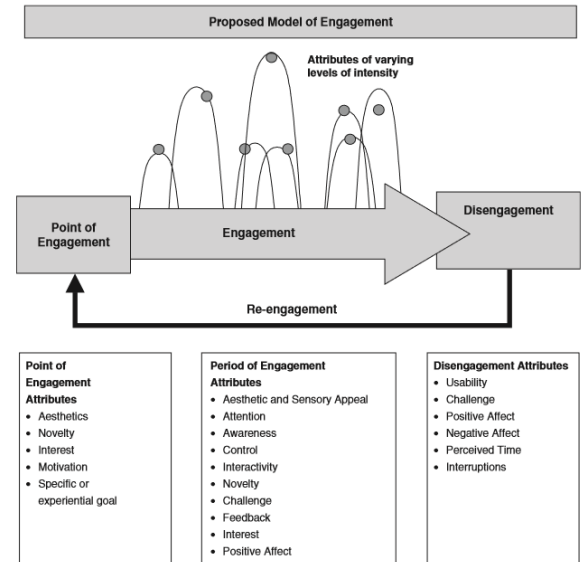 Proposed Model of Engagement
Attributes of varying
levels of intensity
Point of
Engagement
Engagement
Disengagement
Re-engagement
Point of
Engagement
Attributes
• Aesthetics
• Novelty
• Interest
• Motivation
• Specific or
experiential goal
Period of Engagement
Attributes
• Aesthetic and Sensory Appeal
• Attention
• Awareness
• Control
• Interactivity
• Novelty
• Challenge
• Feedback
• Interest
• Positive Affect
Disengagement Attributes
• Usability
• Challenge
• Positive Affect
• Negative Affect
• Perceived Time
• Interruptions